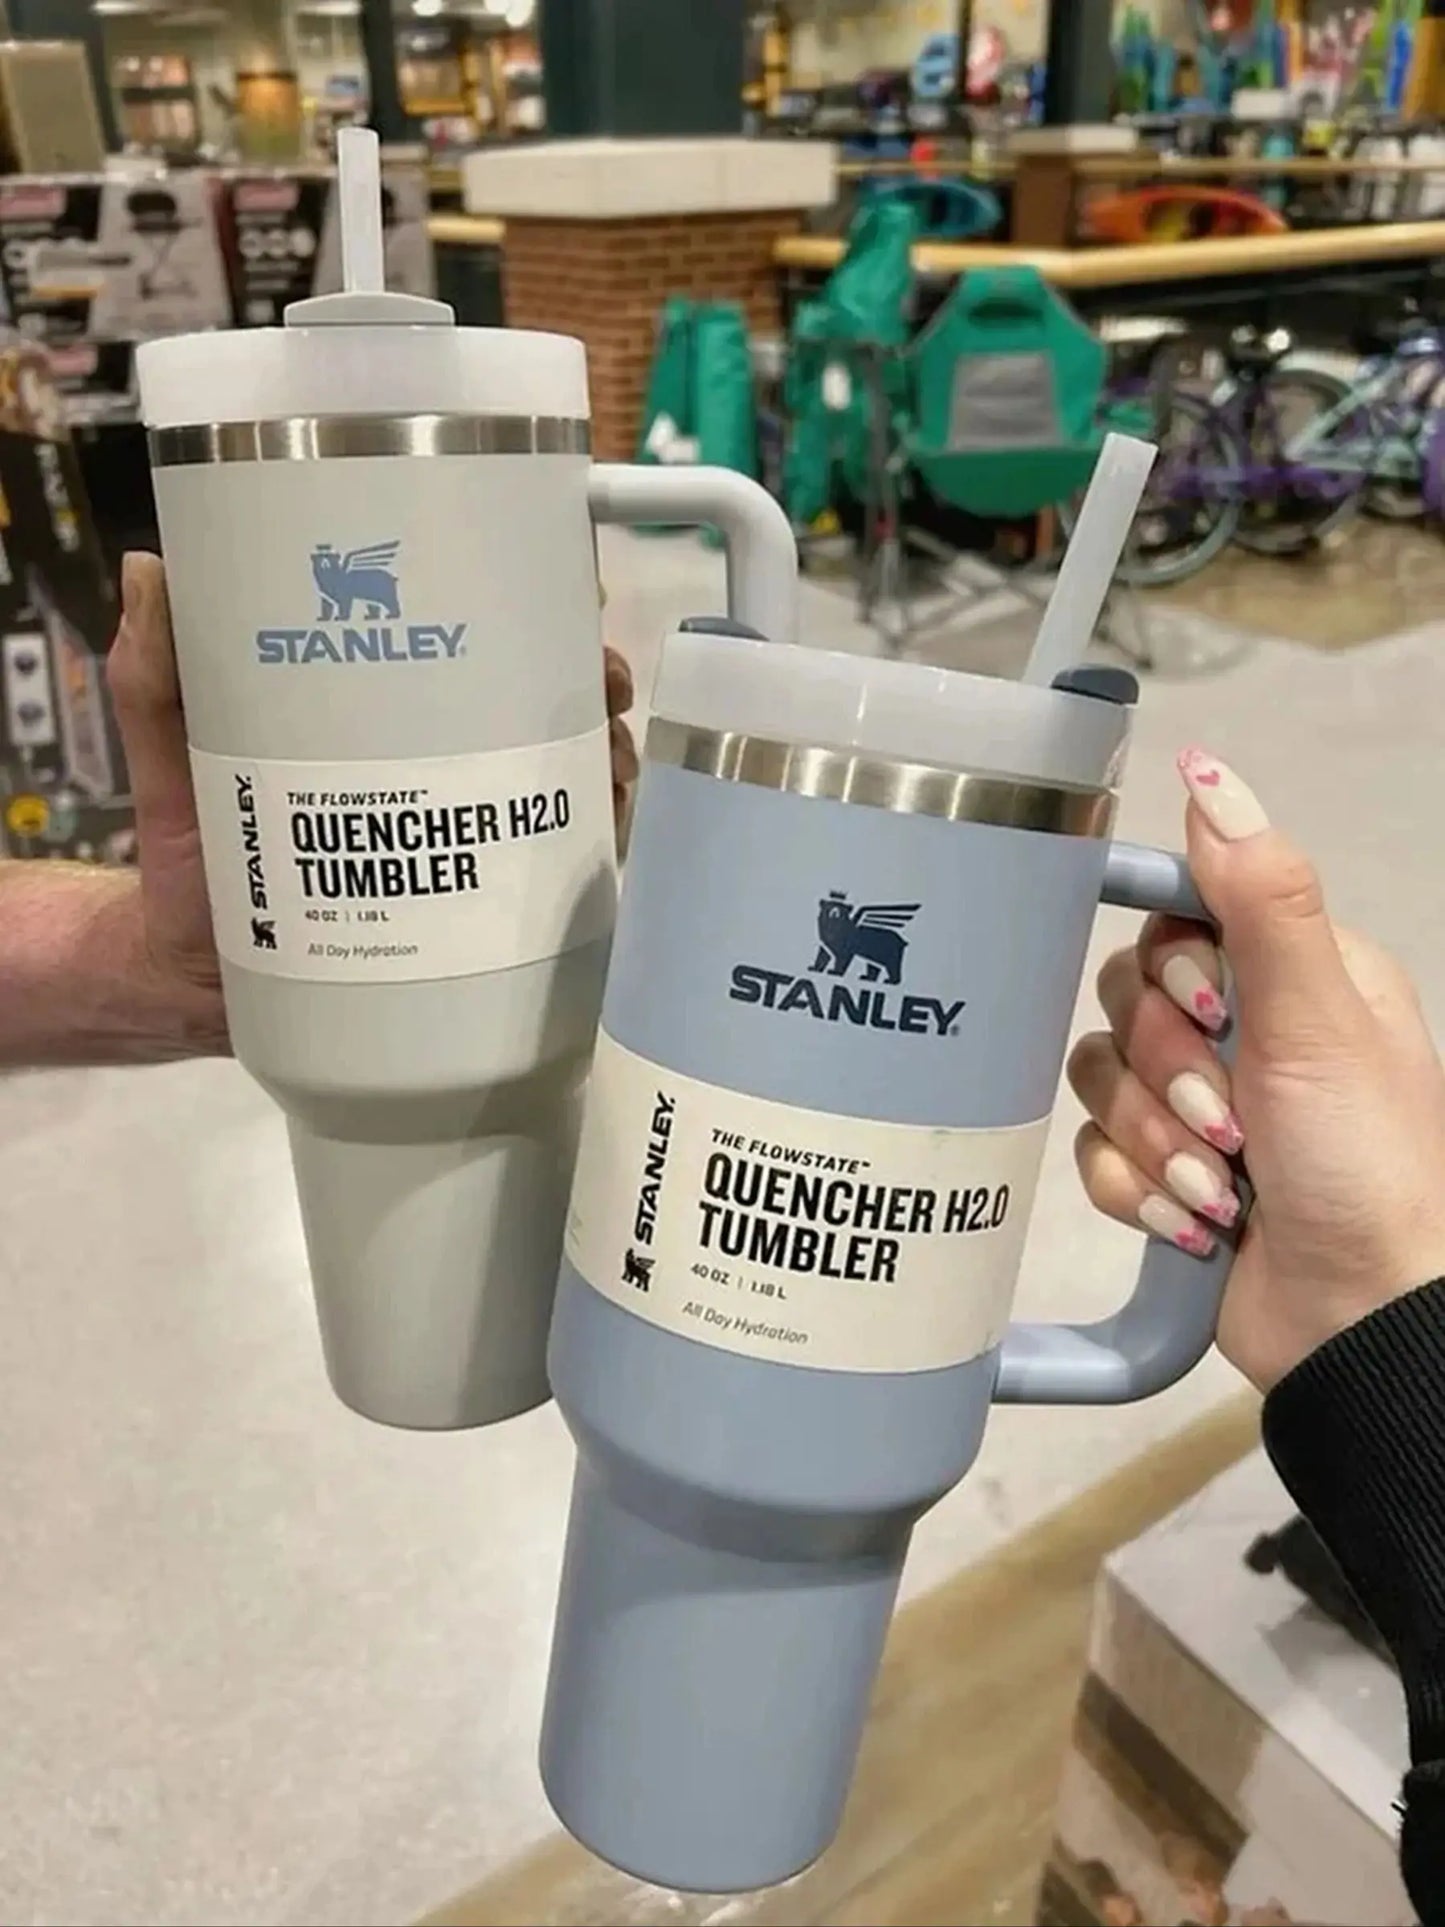 STANLEY®
STANLEY®
THE FLOWSTATE™
QUENCHER H2.0
TUMBLER
40 OZ | 1.18 L
All Day Hydration
STANLEY®
STANLEY®
THE FLOWSTATE™
QUENCHER H2.0
TUMBLER
40 OZ | 1.18 L
All Day Hydration